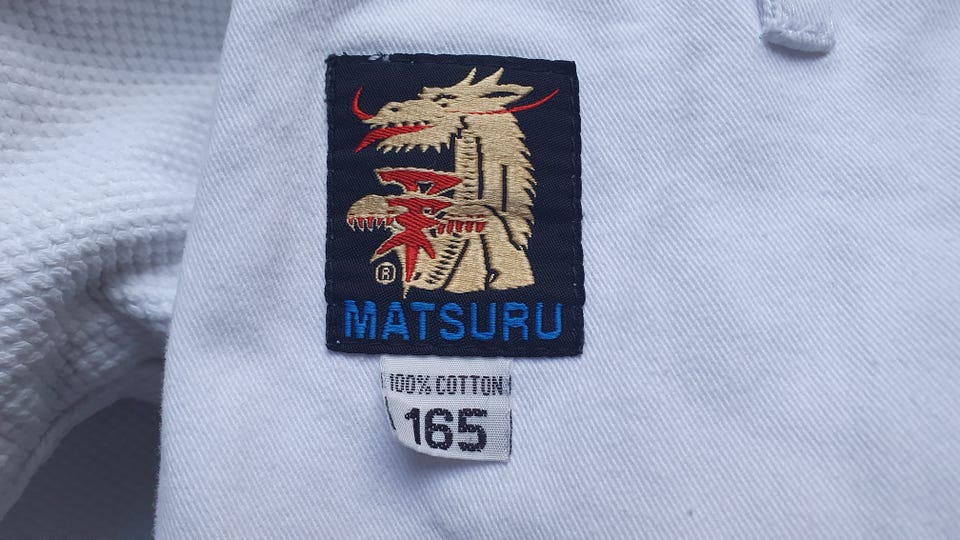 ®
MATSURU
100% COTTON
165